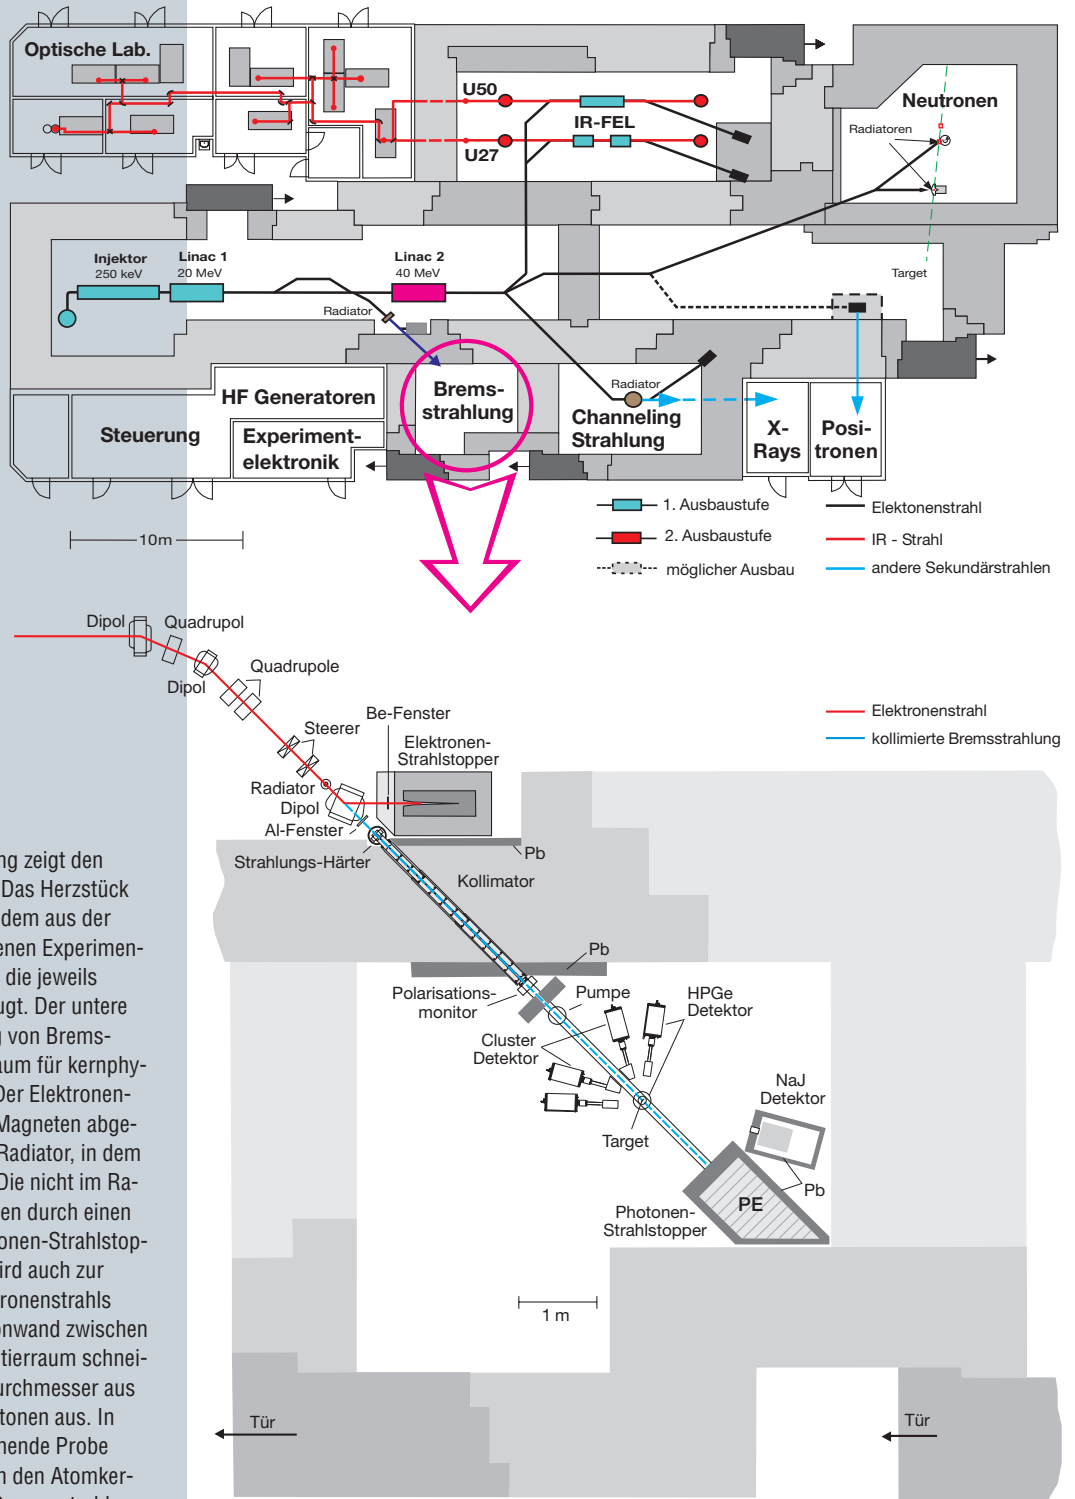 Optische Lab.
U50
IR-FEL
U27
Neutronen
Radiatoren
Target
Injektor
250 keV
Linac 1
20 MeV
Linac 2
40 MeV
Radiator
Brems-
strahlung
Radiator
Channeling
Strahlung
X-
Rays
Posi-
tronen
HF Generatoren
Steuerung
Experiment-
elektronik
10m
1. Ausbaustufe
2. Ausbaustufe
möglicher Ausbau
Elektonenstrahl
IR - Strahl
andere Sekundärstrahlen
Dipol
Quadrupol
Dipol
Quadrupole
Steerer
Be-Fenster
Elektronen-
Strahlstopper
Radiator
Dipol
Al-Fenster
Strahlungs-Härter
Pb
Kollimator
Elektronenstrahl
kollimierte Bremsstrahlung
Pb
Polarisations-
monitor
Pumpe
HPGe
Detektor
Cluster
Detektor
NaJ
Detektor
Target
Pb
PE
Photonen-
Strahlstopper
1 m
Tür
Tür
ng zeigt den
Das Herzstück
dem aus der
enen Experimen-
die jeweils
ugt. Der untere
g von Brems-
aum für kernphy-
Der Elektronen-
Magneten abge-
Radiator, in dem
Die nicht im Ra-
en durch einen
onen-Strahlstop-
ird auch zur
tronenstrahls
onwand zwischen
tierraum schnei-
urchmesser aus
tonen aus. In
hende Probe
n den Atomker-